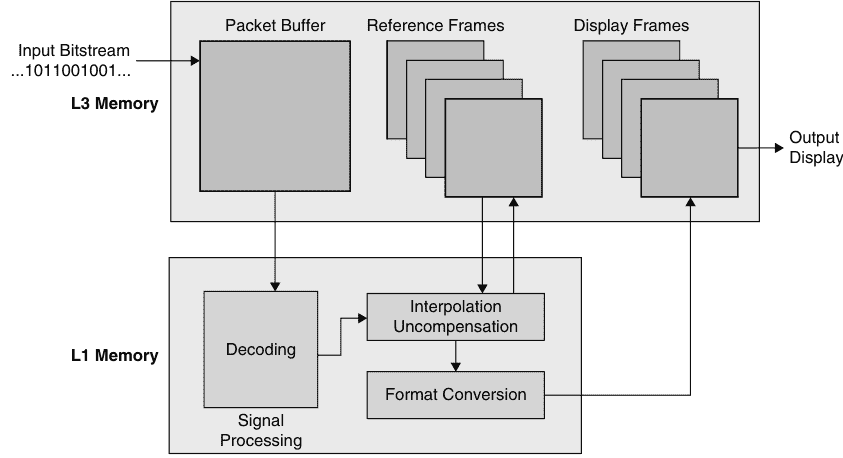 Packet Buffer
Reference Frames
Display Frames
Input Bitstream
...1011001001...
L3 Memory
Output
Display
Interpolation
Uncompensation
Decoding
L1 Memory
Format Conversion
Signal
Processing